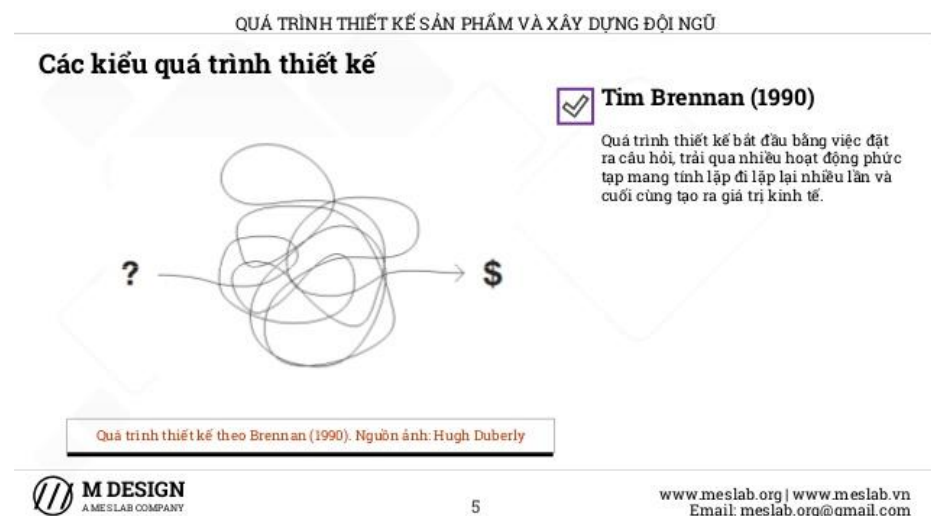 QUÁ TRÌNH THIẾT KẾ SẢN PHẨM VÀ XÂY DỰNG ĐỘI NGŨ
Các kiểu quá trình thiết kế
Tim Brennan (1990)
Quá trình thiết kế bắt đầu bằng việc đặt
ra câu hỏi, trải qua nhiều hoạt động phức
tạp mang tính lặp đi lặp lại nhiều lần và
cuối cùng tạo ra giá trị kinh tế.
?
$
Quá trình thiết kế theo Brennan (1990). Nguồn ảnh: Hugh Duberly
M DESIGN
A MESLAB COMPANY
5
www.meslab.org | www.meslab.vn
Email: meslab.org@gmail.com